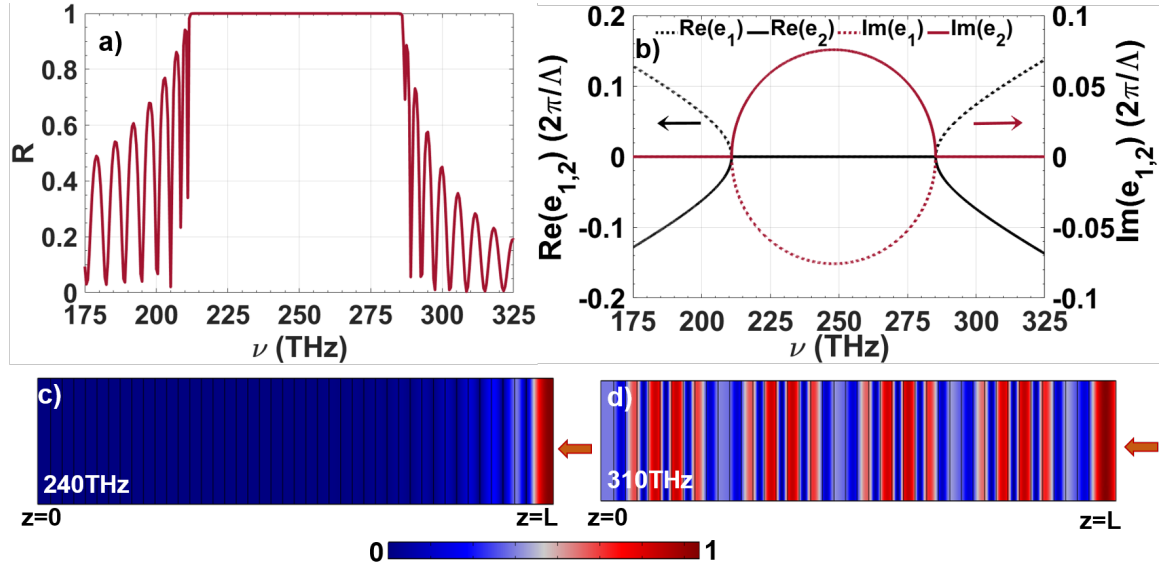 a)
R
1
0.8
0.6
0.4
0.2
0
175 200 225 250 275 300 325
ν (THz)
b)
Re(e₁) Re(e₂) Im(e₁) Im(e₂)
Re(e₁,₂) (2π/Λ)
0.2
0.1
0
-0.1
-0.2
Im(e₁,₂) (2π/Λ)
0.1
0.05
0
-0.05
-0.1
175 200 225 250 275 300 325
ν (THz)
c)
240THz
z=0 z=L
d)
310THz
z=0 z=L
0 1